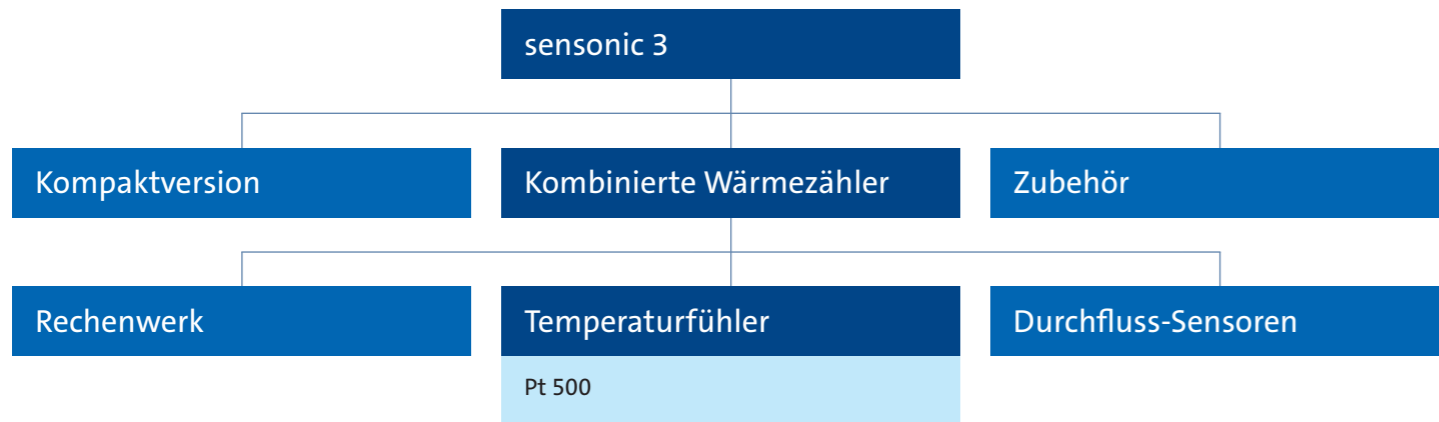 sensonic 3
Kompaktversion
Kombinierte Wärmezähler
Zubehör
Rechenwerk
Temperaturfühler
Durchfluss-Sensoren
Pt 500